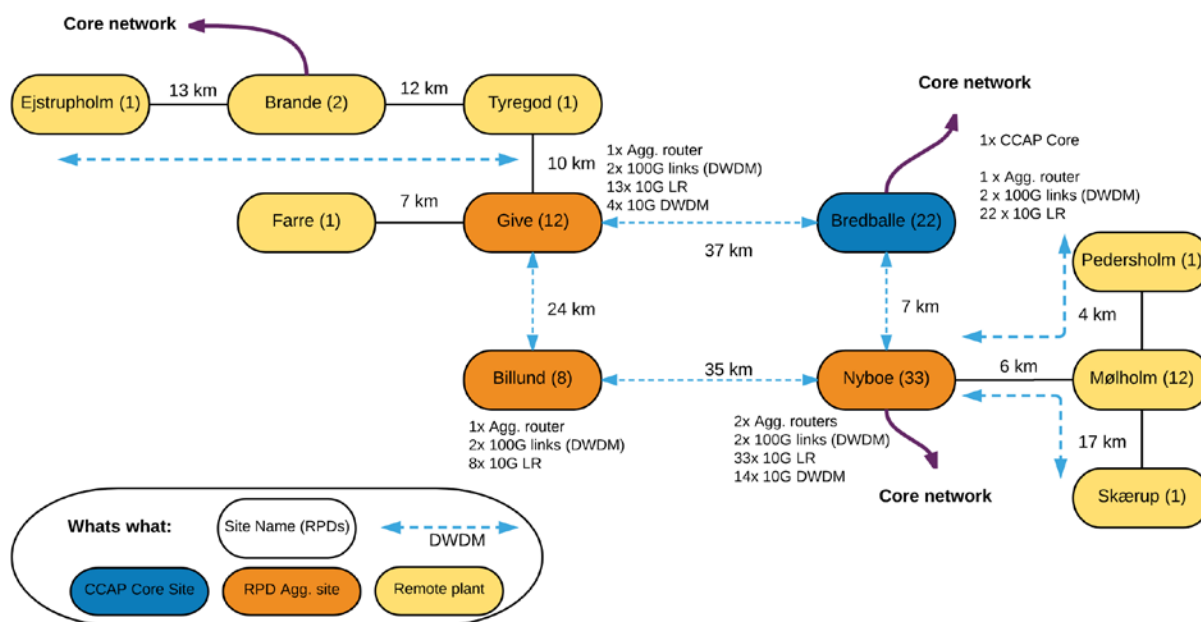 Core network
Ejstrupholm (1)
13 km
Brande (2)
12 km
Tyregod (1)
10 km
1x Agg. router
2x 100G links (DWDM)
13x 10G LR
4x 10G DWDM
Core network
1x CCAP Core
1 x Agg. router
2 x 100G links (DWDM)
22 x 10G LR
Farre (1)
7 km
Give (12)
37 km
Bredballe (22)
Pedersholm (1)
24 km
7 km
4 km
Billund (8)
35 km
Nyboe (33)
6 km
Mølholm (12)
1x Agg. router
2x 100G links (DWDM)
8x 10G LR
2x Agg. routers
2x 100G links (DWDM)
33x 10G LR
14x 10G DWDM
17 km
Core network
Skærup (1)
Whats what:
Site Name (RPDs)
DWDM
CCAP Core Site
RPD Agg. site
Remote plant